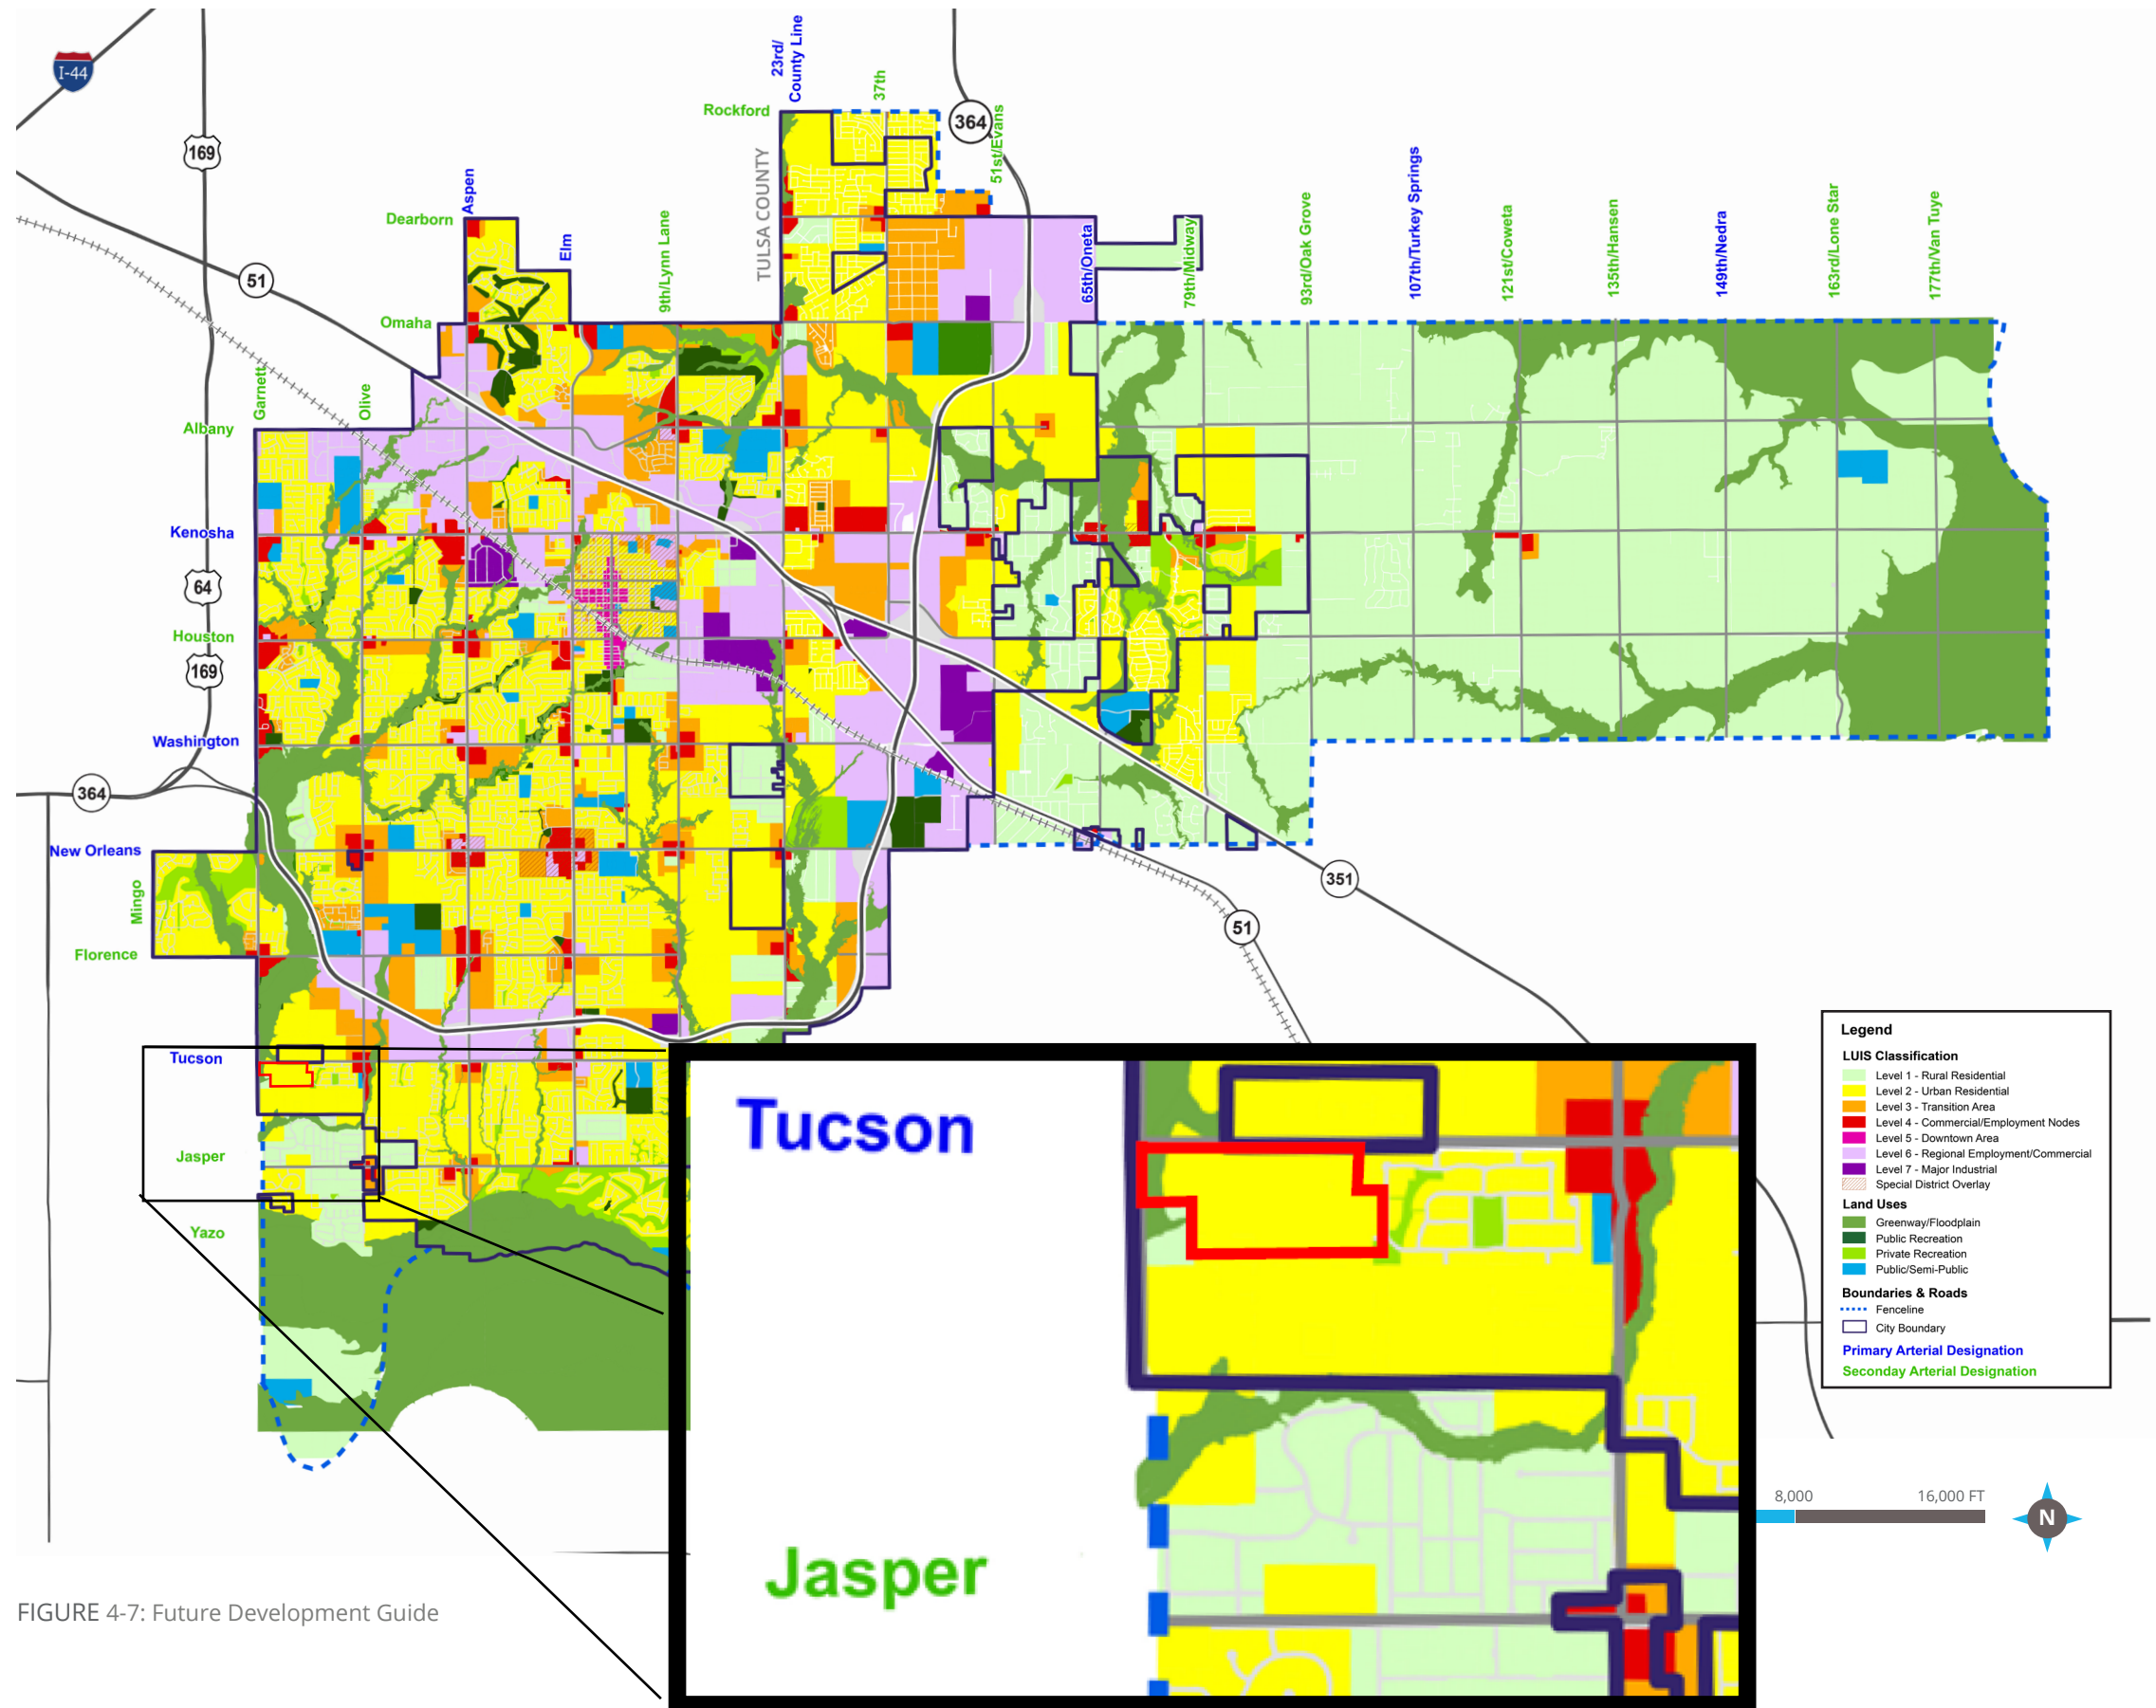 I-44
169
51
364
64
169
364
351
51
Rockford
23rd/
County Line
37th
51st/Evans
TULSA COUNTY
Dearborn
Aspen
Elm
9th/Lynn Lane
65th/Oneta
79th/Midway
93rd/Oak Grove
107th/Turkey Springs
121st/Coweta
135th/Hansen
149th/Nedra
163rd/Lone Star
177th/Van Tuye
Omaha
Garnett
Olive
Albany
Kenosha
Houston
Washington
New Orleans
Mingo
Florence
Tucson
Jasper
Yazo
Tucson
Jasper
Legend
LUIS Classification
Level 1 - Rural Residential
Level 2 - Urban Residential
Level 3 - Transition Area
Level 4 - Commercial/Employment Nodes
Level 5 - Downtown Area
Level 6 - Regional Employment/Commercial
Level 7 - Major Industrial
Special District Overlay
Land Uses
Greenway/Floodplain
Public Recreation
Private Recreation
Public/Semi-Public
Boundaries & Roads
Fenceline
City Boundary
Primary Arterial Designation
Seconday Arterial Designation
8,000
16,000 FT
N
FIGURE 4-7: Future Development Guide